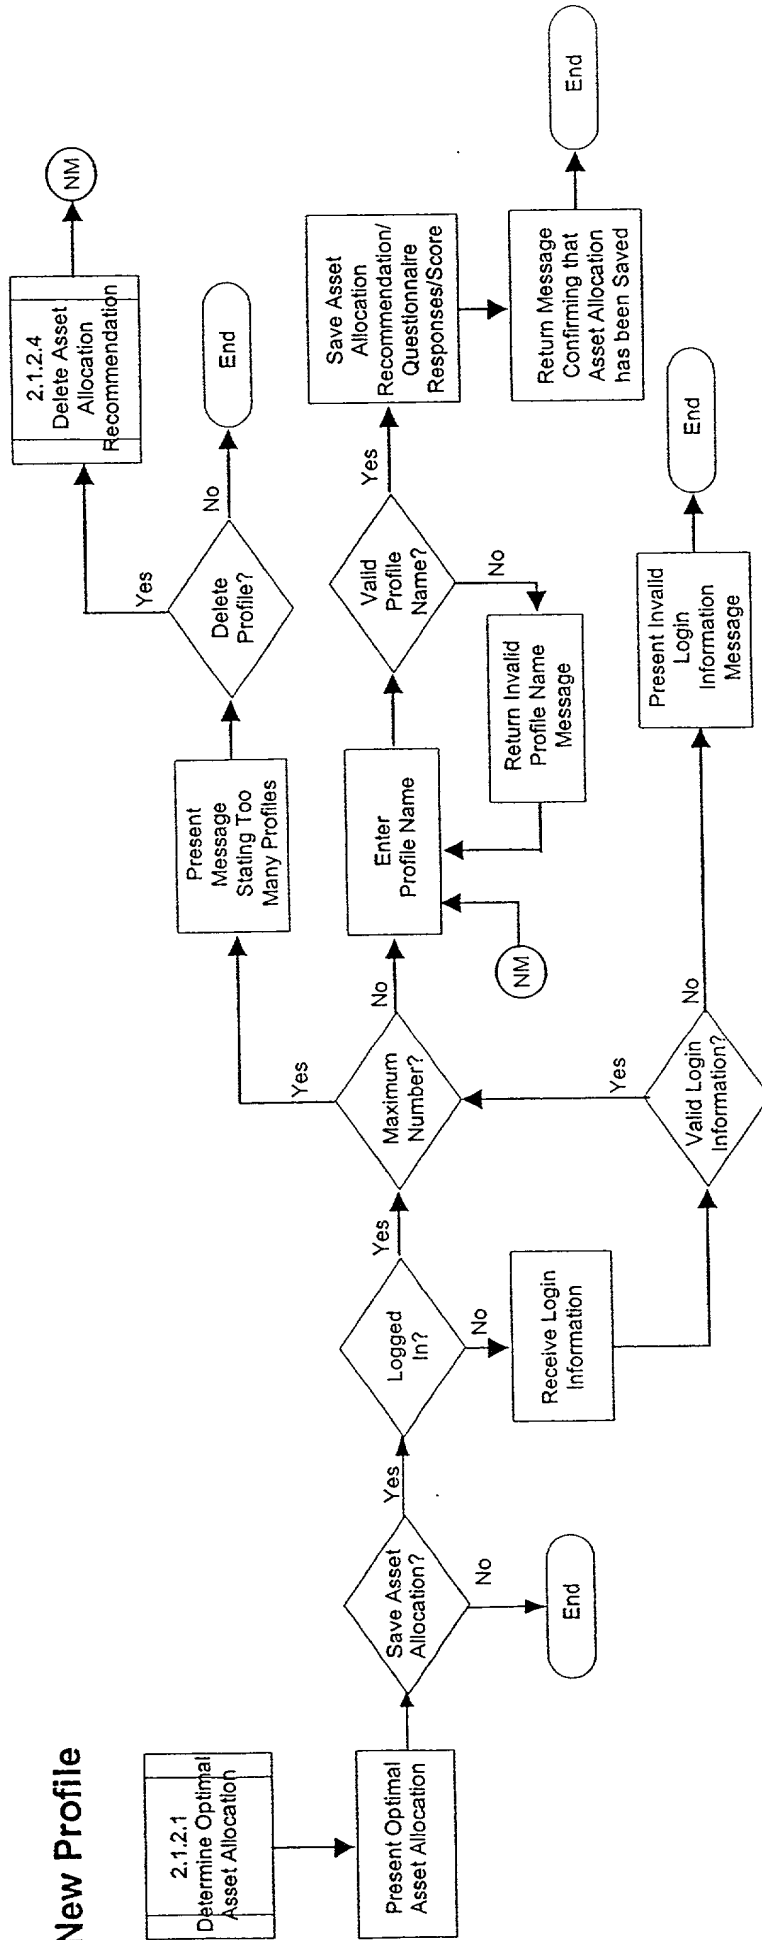 New Profile
2.1.2.1
Determine Optimal
Asset Allocation
Present Optimal
Asset Allocation
Save Asset
Allocation?
Yes
No
End
Logged
In?
Yes
No
Receive Login
Information
Valid Login
Information?
Yes
No
Present Invalid
Login
Information
Message
End
Maximum
Number?
Yes
No
Present
Message
Stating Too
Many Profiles
Delete
Profile?
Yes
No
End
2.1.2.4
Delete Asset
Allocation
Recommendation
NM
NM
Enter
Profile Name
Valid
Profile
Name?
Yes
No
Return Invalid
Profile Name
Message
Save Asset
Allocation
Recommendation/
Questionnaire
Responses/Score
Return Message
Confirming that
Asset Allocation
has been Saved
End